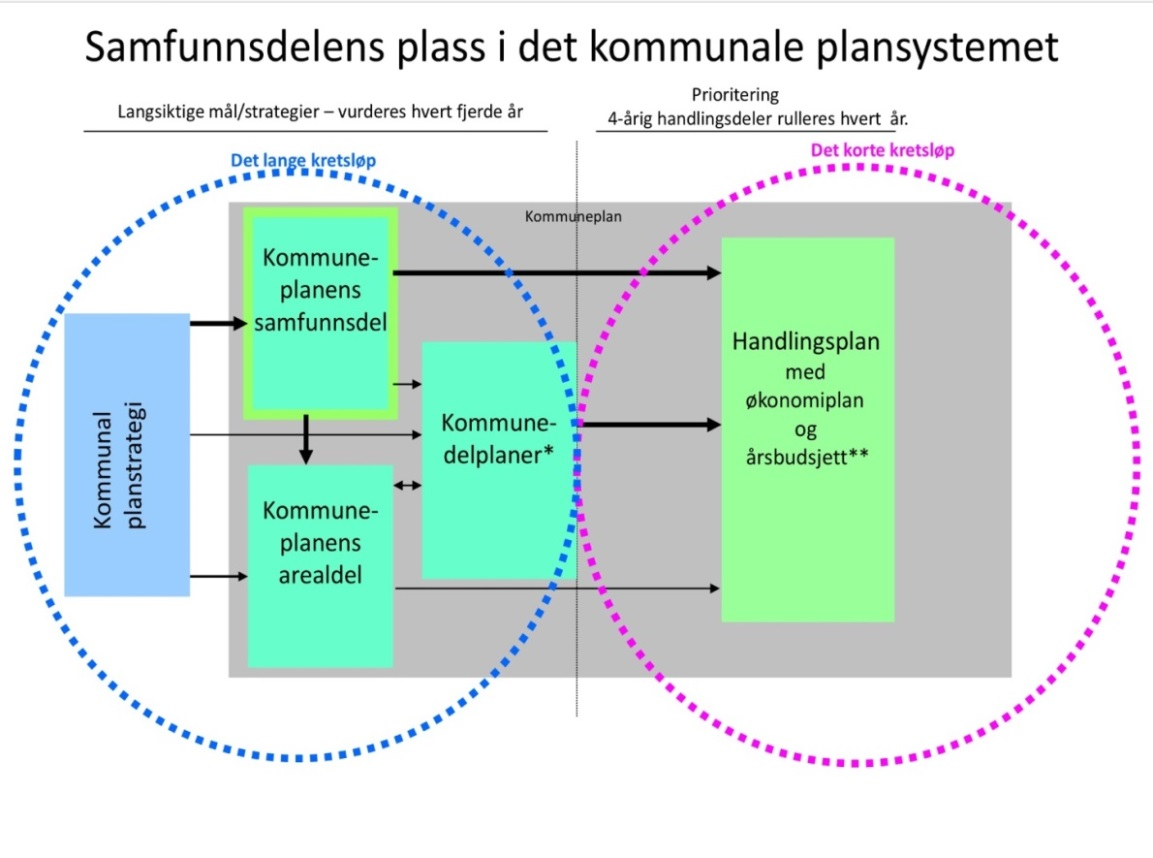 Samfunnsdelens plass i det kommunale plansystemet
Langsiktige mål/strategier – vurderes hvert fjerde år
Prioritering
4-årig handlingsdeler rulleres hvert år.
Det lange kretsløp
Det korte kretsløp
Kommuneplan
Kommunal
planstrategi
Kommune-
planens
samfunnsdel
Kommune-
delplaner*
Kommune-
planens
arealdel
Handlingsplan
med
økonomiplan
og
årsbudsjett**